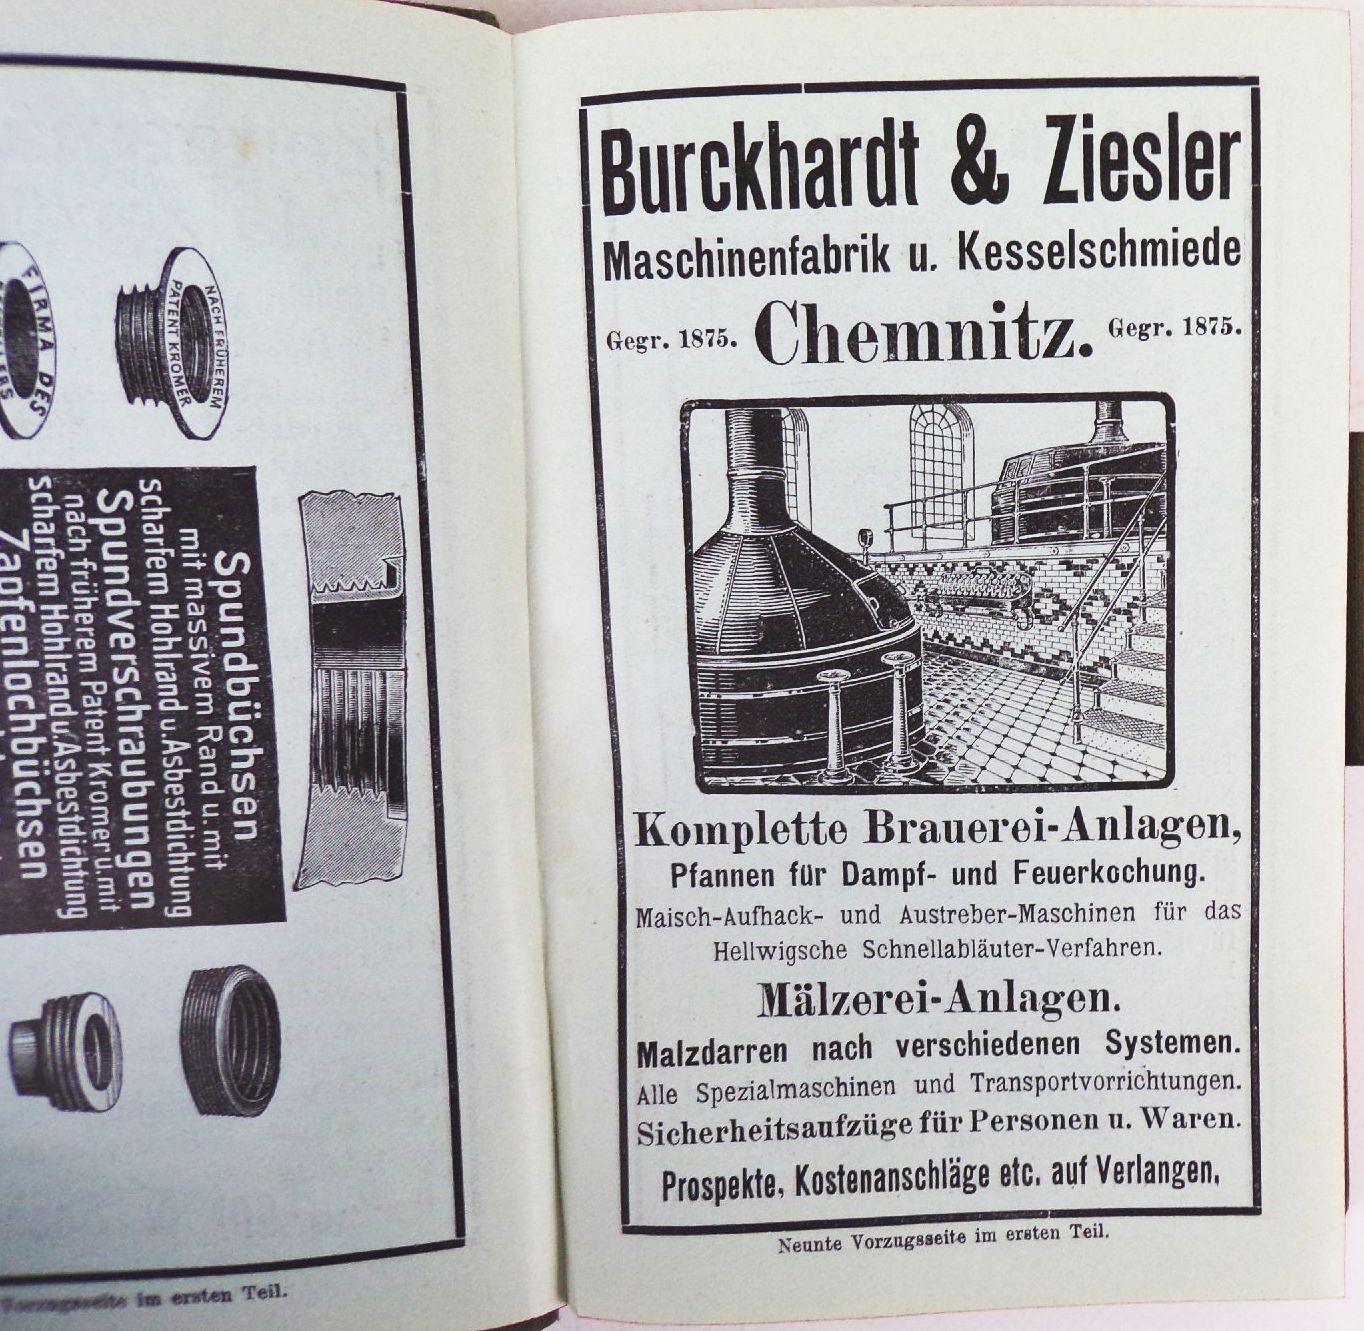 FIRMA DES
NACH FRÜHEREM
PATENT KROMER
Spundbüchsen
mit massivem Rand u. mit
scharfem Hohlrand u. Asbestdichtung
Spundverschraubungen
nach früherem Patent Kromer u. mit
scharfem Hohlrand u. Asbestdichtung
Zapfenlochbüchsen
Vorzugsseite im ersten Teil.
Burckhardt & Ziesler
Maschinenfabrik u. Kesselschmiede
Gegr. 1875. Chemnitz. Gegr. 1875.
Komplette Brauerei-Anlagen,
Pfannen für Dampf- und Feuerkochung.
Maisch-Aufhack- und Austreber-Maschinen für das
Hellwigsche Schnellabläuter-Verfahren.
Mälzerei-Anlagen.
Malzdarren nach verschiedenen Systemen.
Alle Spezialmaschinen und Transportvorrichtungen.
Sicherheitsaufzüge für Personen u. Waren.
Prospekte, Kostenanschläge etc. auf Verlangen.
Neunte Vorzugsseite im ersten Teil.